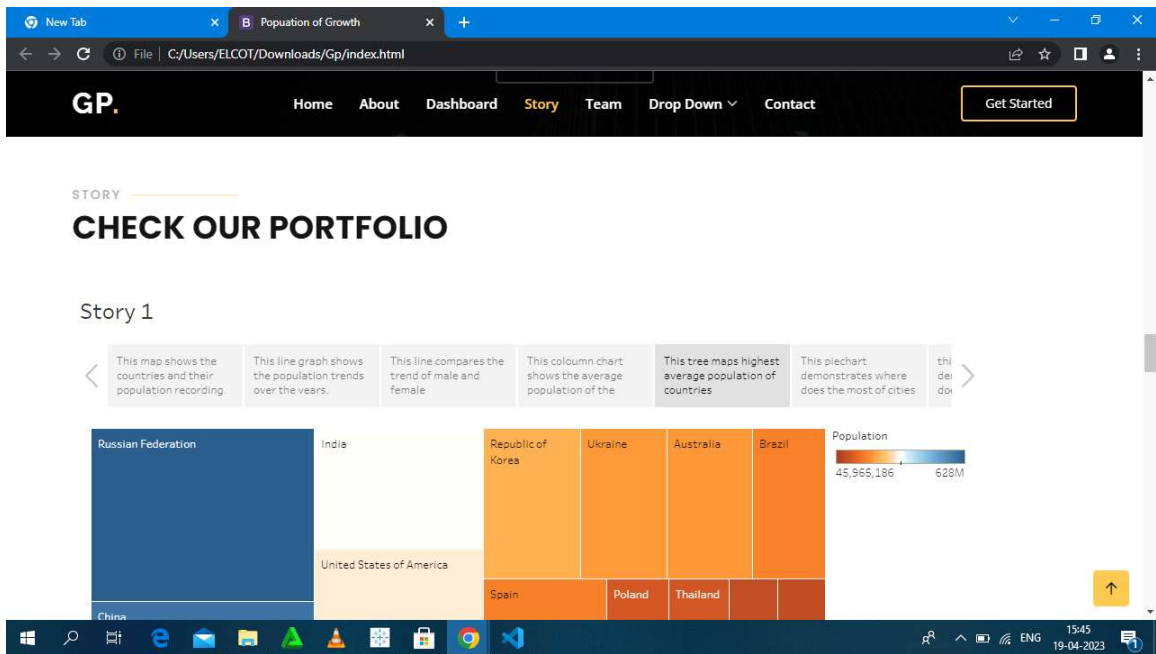 New Tab
Popuation of Growth
File | C:/Users/ELCOT/Downloads/Gp/index.html
GP.
Home About Dashboard Story Team Drop Down Contact
Get Started
STORY
CHECK OUR PORTFOLIO
Story 1
This map shows the
countries and their
population recording.
This line graph shows
the population trends
over the years.
This line compares the
trend of male and
female
This coloumn chart
shows the average
population of the
This tree maps highest
average population of
countries
This piechart
demonstrates where
does the most of cities
Russian Federation
India
Republic of
Korea
Ukraine
Australia
Brazil
Population
45,965,186 628M
United States of America
Spain
Poland
Thailand
China
ENG
15:45
19-04-2023